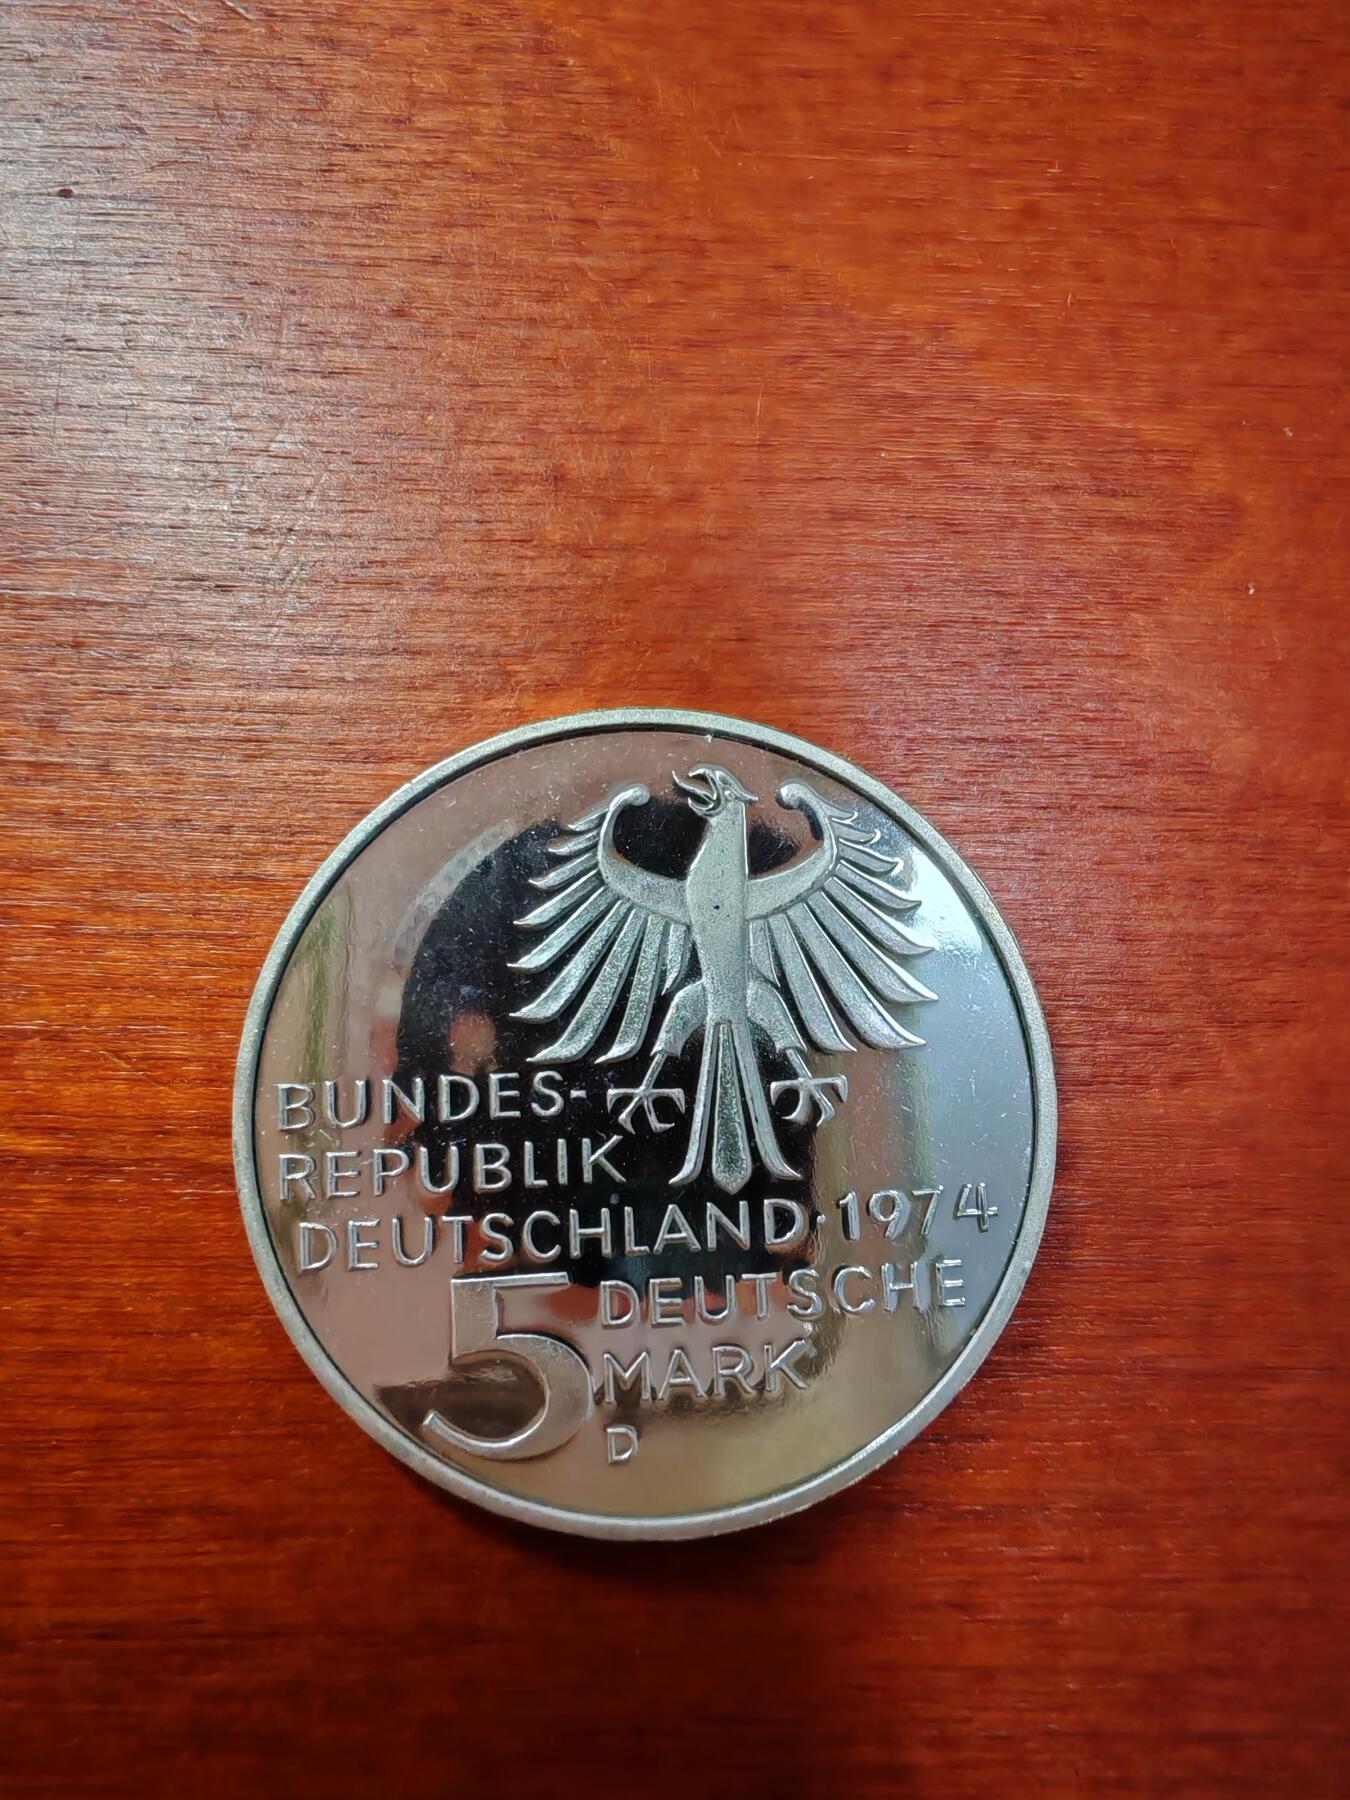 BUNDES-
REPUBLIK
DEUTSCHLAND·1974
5 DEUTSCHE
MARK
D